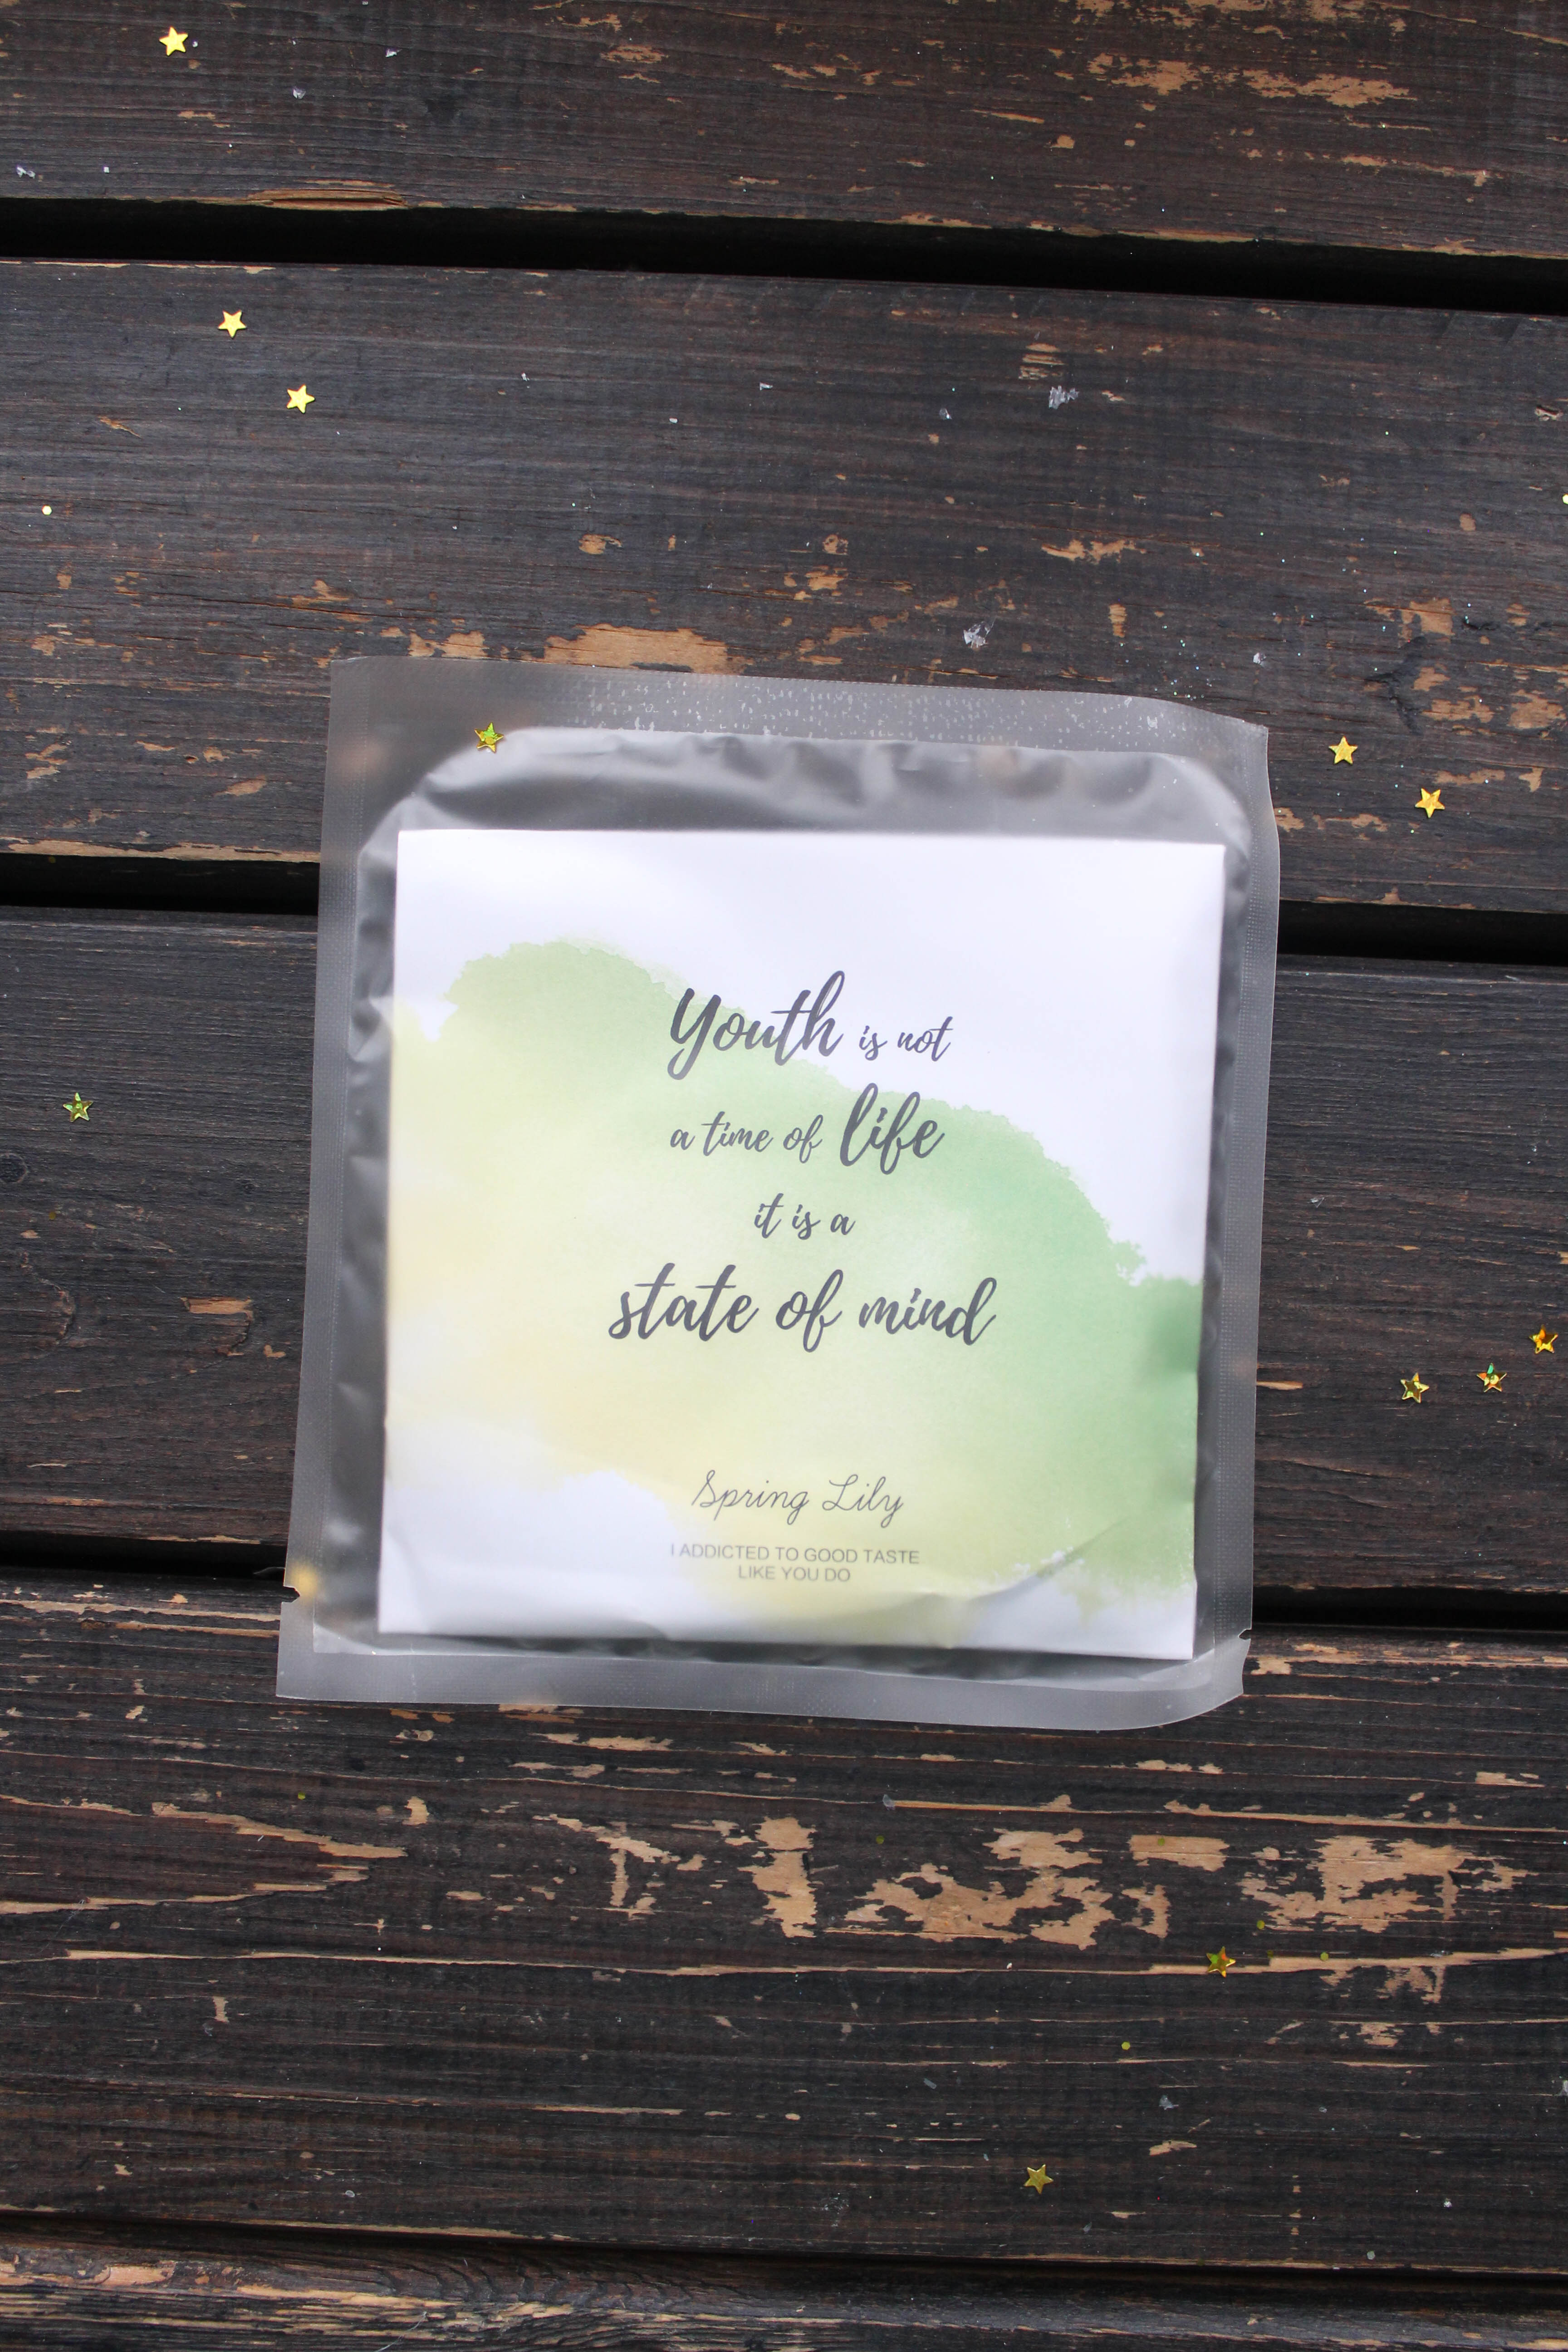 Youth is not
a time of life
it is a
state of mind
Spring Lily
I ADDICTED TO GOOD TASTE
LIKE YOU DO